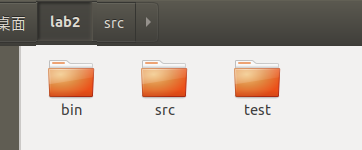 桌面 lab2 src
bin src test